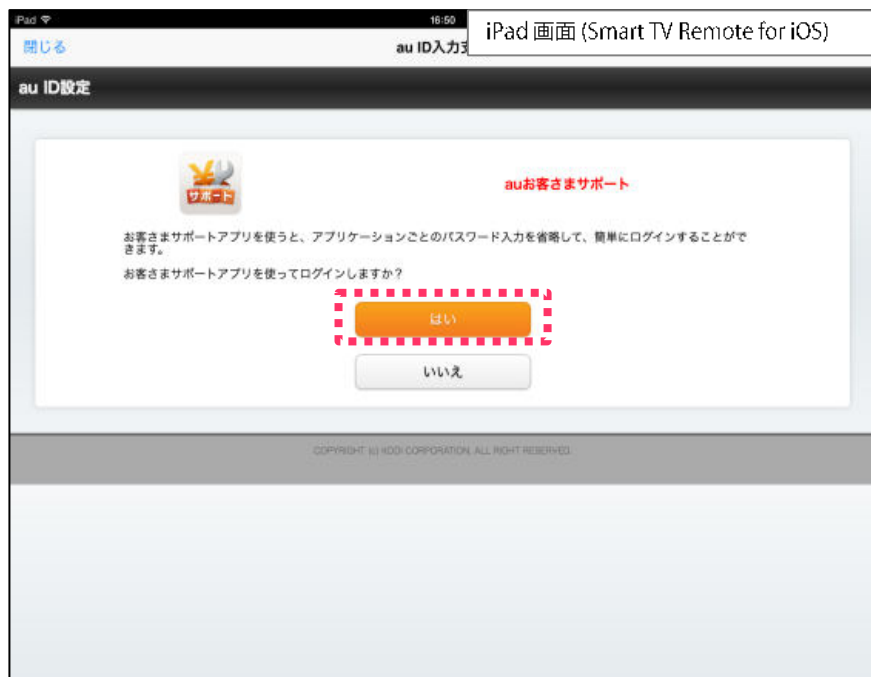 iPad
16:50
iPad 画面 (Smart TV Remote for iOS)
閉じる
au ID入力支
au ID設定
¥
サポート
auお客さまサポート
お客さまサポートアプリを使うと、アプリケーションごとのパスワード入力を省略して、簡単にログインすることがで
きます。
お客さまサポートアプリを使ってログインしますか?
はい
いいえ
COPYRIGHT (c) KDDI CORPORATION, ALL RIGHT RESERVED.